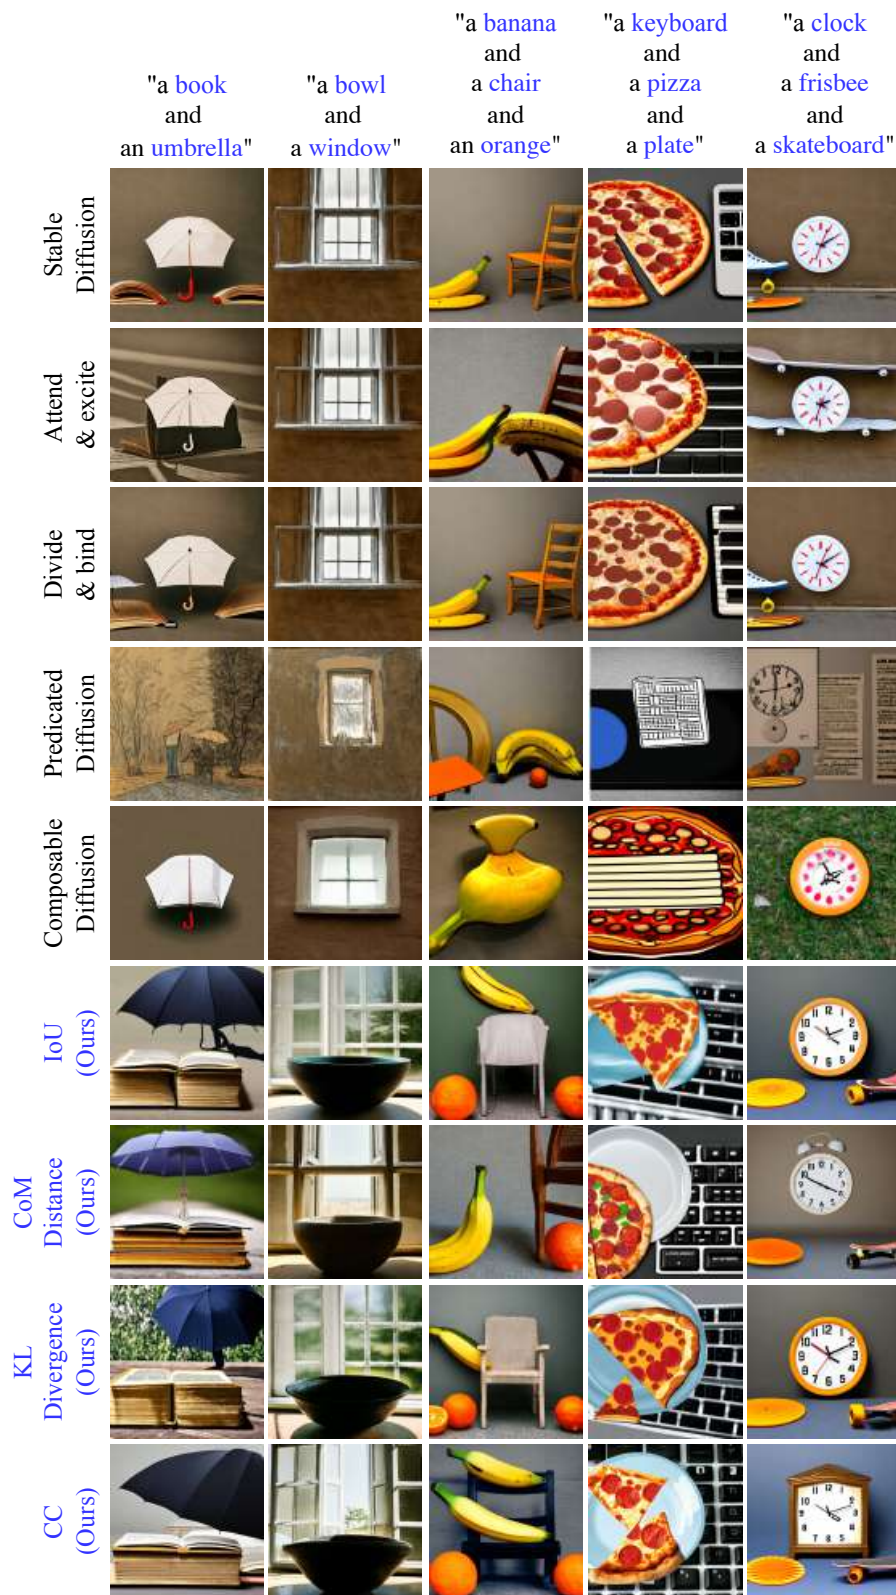 "a book
and
an umbrella"
"a bowl
and
a window"
"a banana
and
a chair
and
an orange"
"a keyboard
and
a pizza
and
a plate"
"a clock
and
a frisbee
and
a skateboard"
Stable
Diffusion
Attend
& excite
Divide
& bind
Predicated
Diffusion
Composable
Diffusion
IoU
(Ours)
CoM
Distance
(Ours)
KL
Divergence
(Ours)
CC
(Ours)